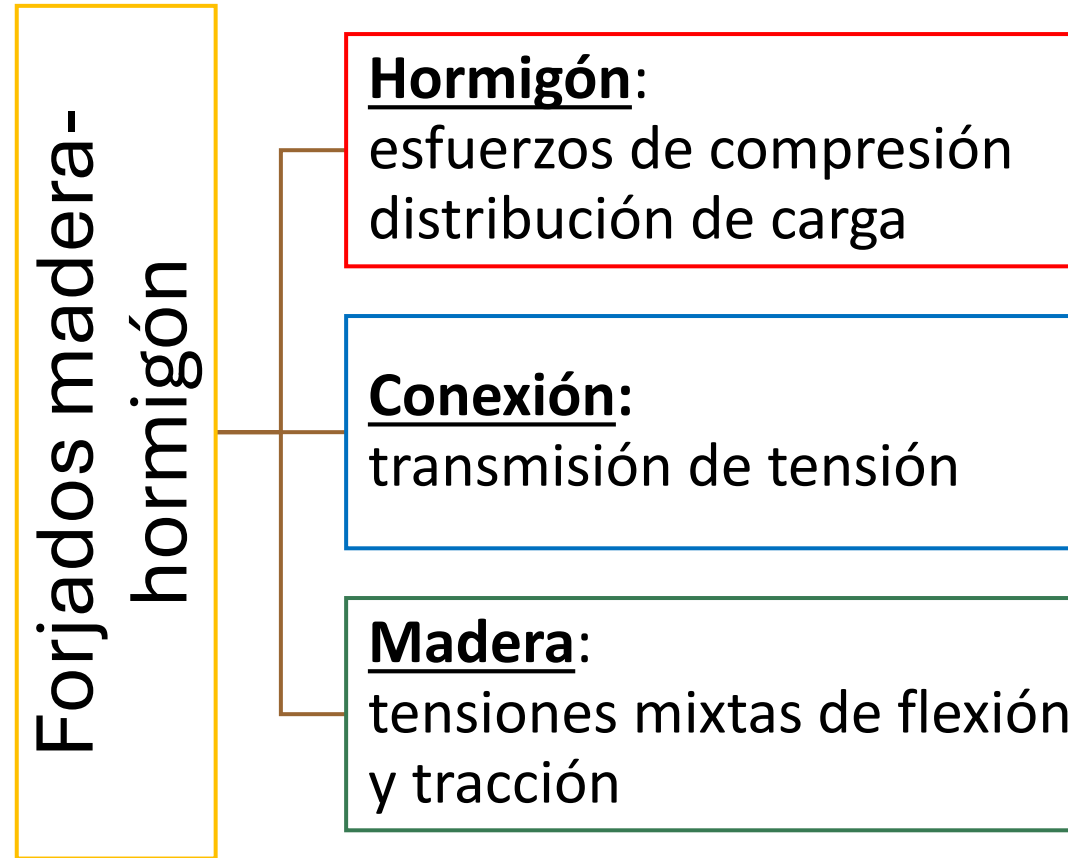 Forjados madera-
hormigón
Hormigón:
esfuerzos de compresión
distribución de carga
Conexión:
transmisión de tensión
Madera:
tensiones mixtas de flexión
y tracción